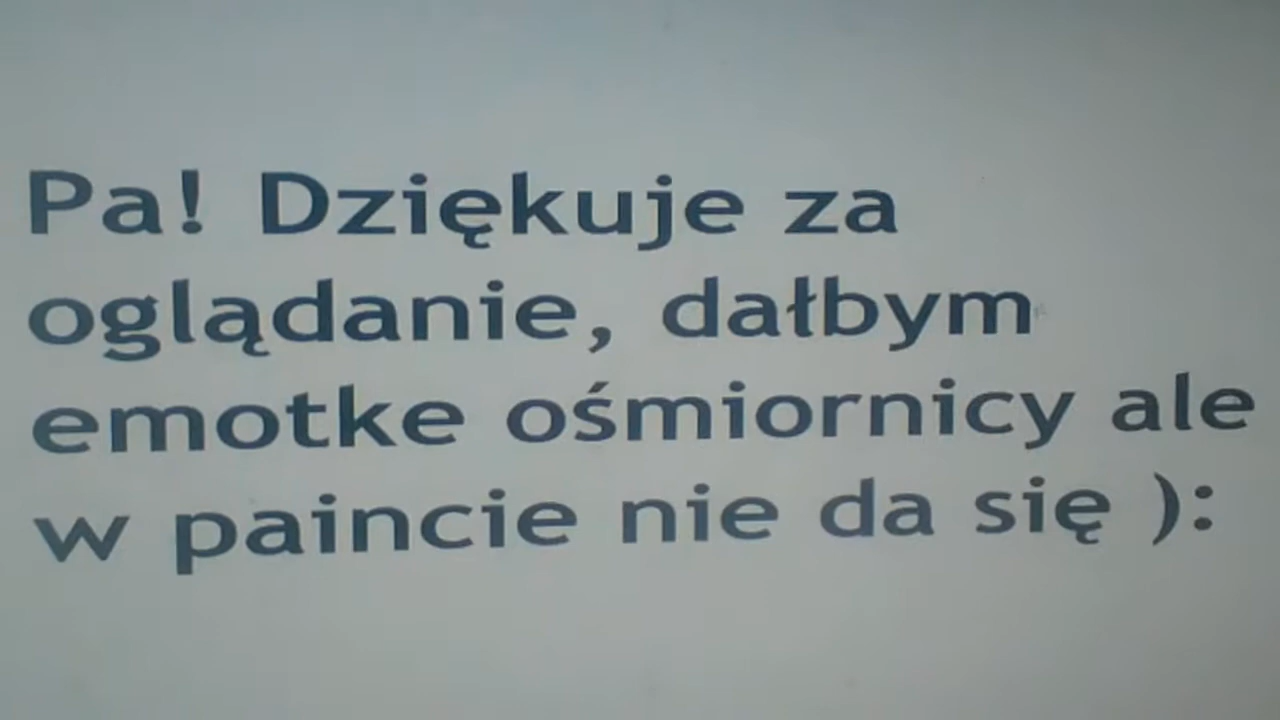 Pa! Dziękuje za
oglądanie, dałbym
emotke ośmiornicy ale
w paincie nie da się ):